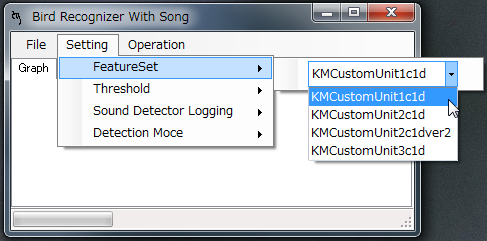 Bird Recognizer With Song
File Setting Operation
Graph
FeatureSet
Threshold
Sound Detector Logging
Detection Moce
KMCustomUnit1c1d
KMCustomUnit1c1d
KMCustomUnit2c1d
KMCustomUnit2c1dver2
KMCustomUnit3c1d